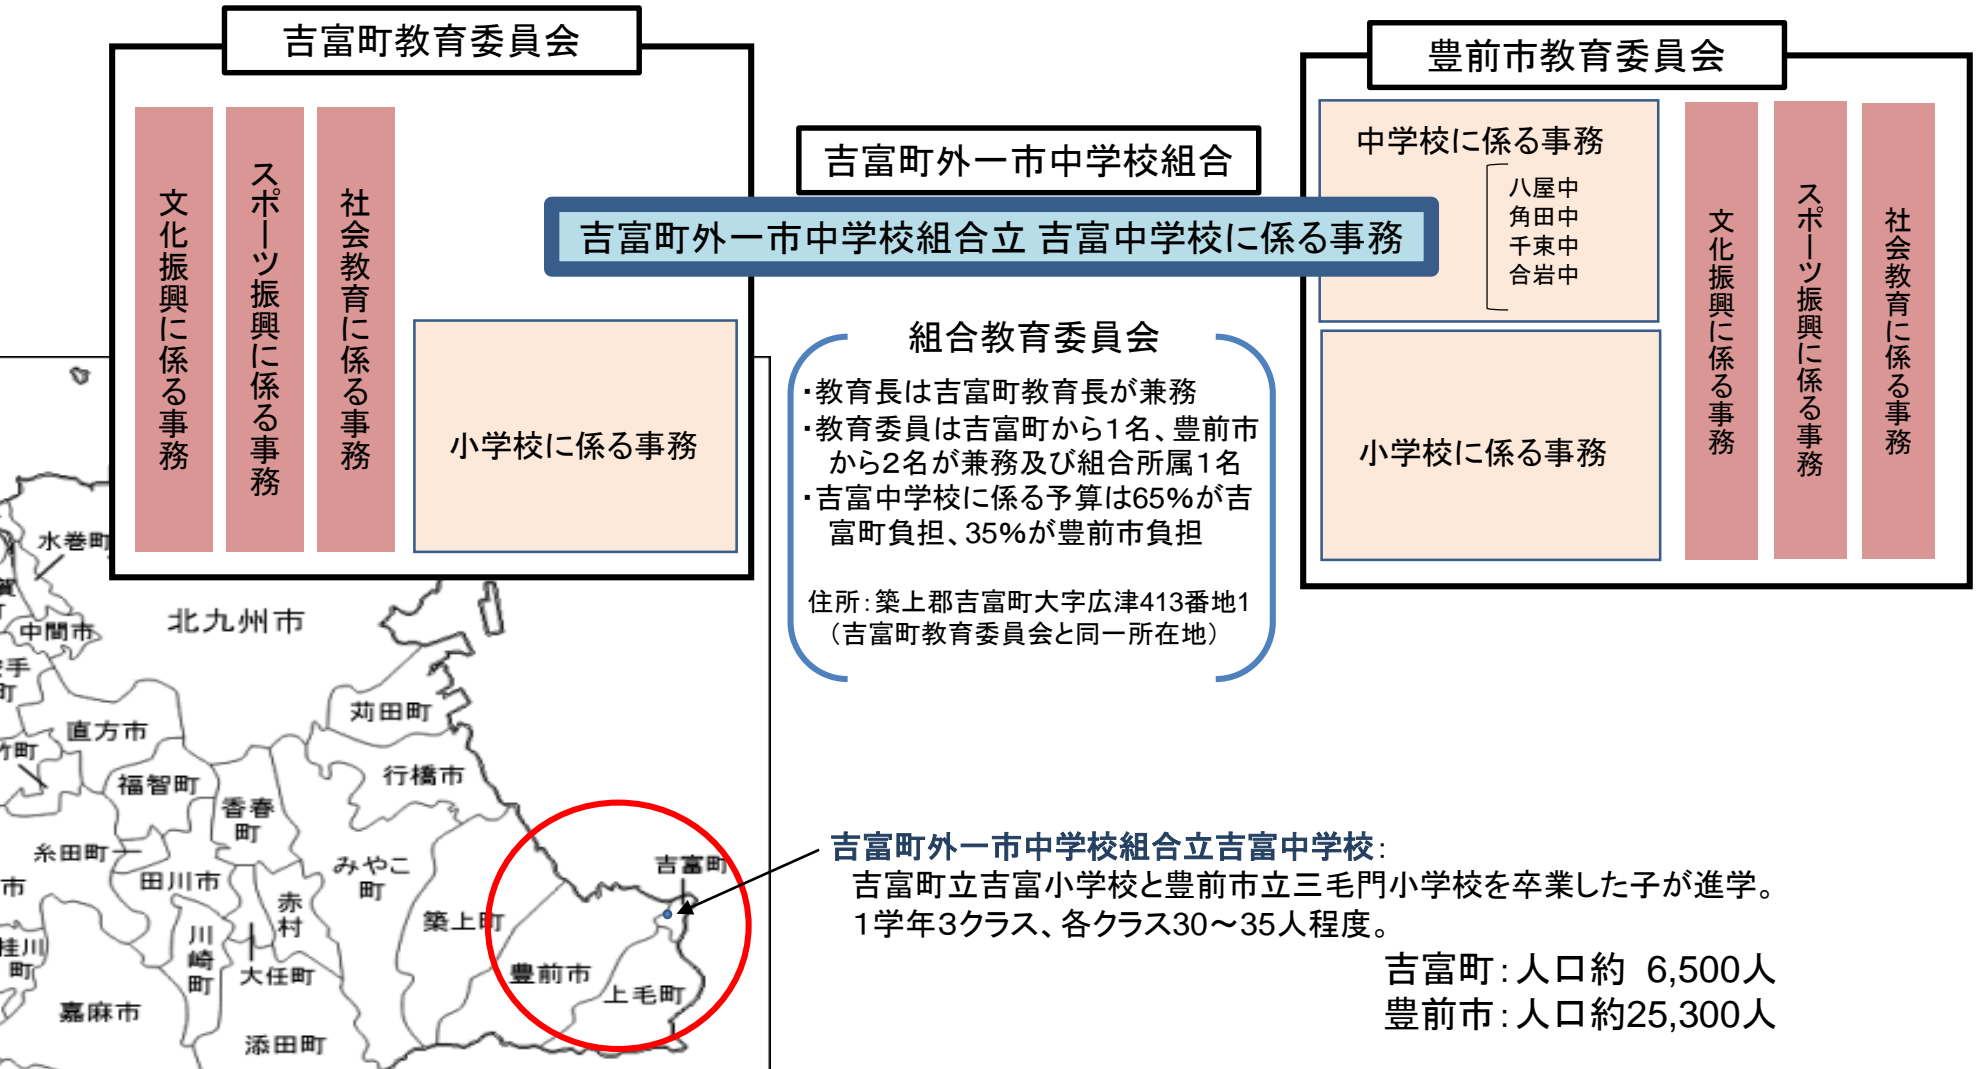 吉富町教育委員会
文化振興に係る事務
スポーツ振興に係る事務
社会教育に係る事務
小学校に係る事務
吉富町外一市中学校組合
吉富町外一市中学校組合立 吉富中学校に係る事務
組合教育委員会
・教育長は吉富町教育長が兼務
・教育委員は吉富町から1名、豊前市
から2名が兼務及び組合所属1名
・吉富中学校に係る予算は65%が吉
富町負担、35%が豊前市負担
住所：築上郡吉富町大字広津413番地1
（吉富町教育委員会と同一所在地）
豊前市教育委員会
中学校に係る事務
八屋中
角田中
千束中
合岩中
小学校に係る事務
文化振興に係る事務
スポーツ振興に係る事務
社会教育に係る事務
水巻町
中間市
北九州市
手
町
直方市
町
福智町
香春
町
苅田町
行橋市
糸田町
田川市
赤
村
みやこ
町
築上町
吉富町
市
桂川
町
川
崎
町
大任町
豊前市
上毛町
嘉麻市
添田町
吉富町外一市中学校組合立吉富中学校：
吉富町立吉富小学校と豊前市立三毛門小学校を卒業した子が進学。
1学年3クラス、各クラス30～35人程度。
吉富町：人口約 6,500人
豊前市：人口約25,300人